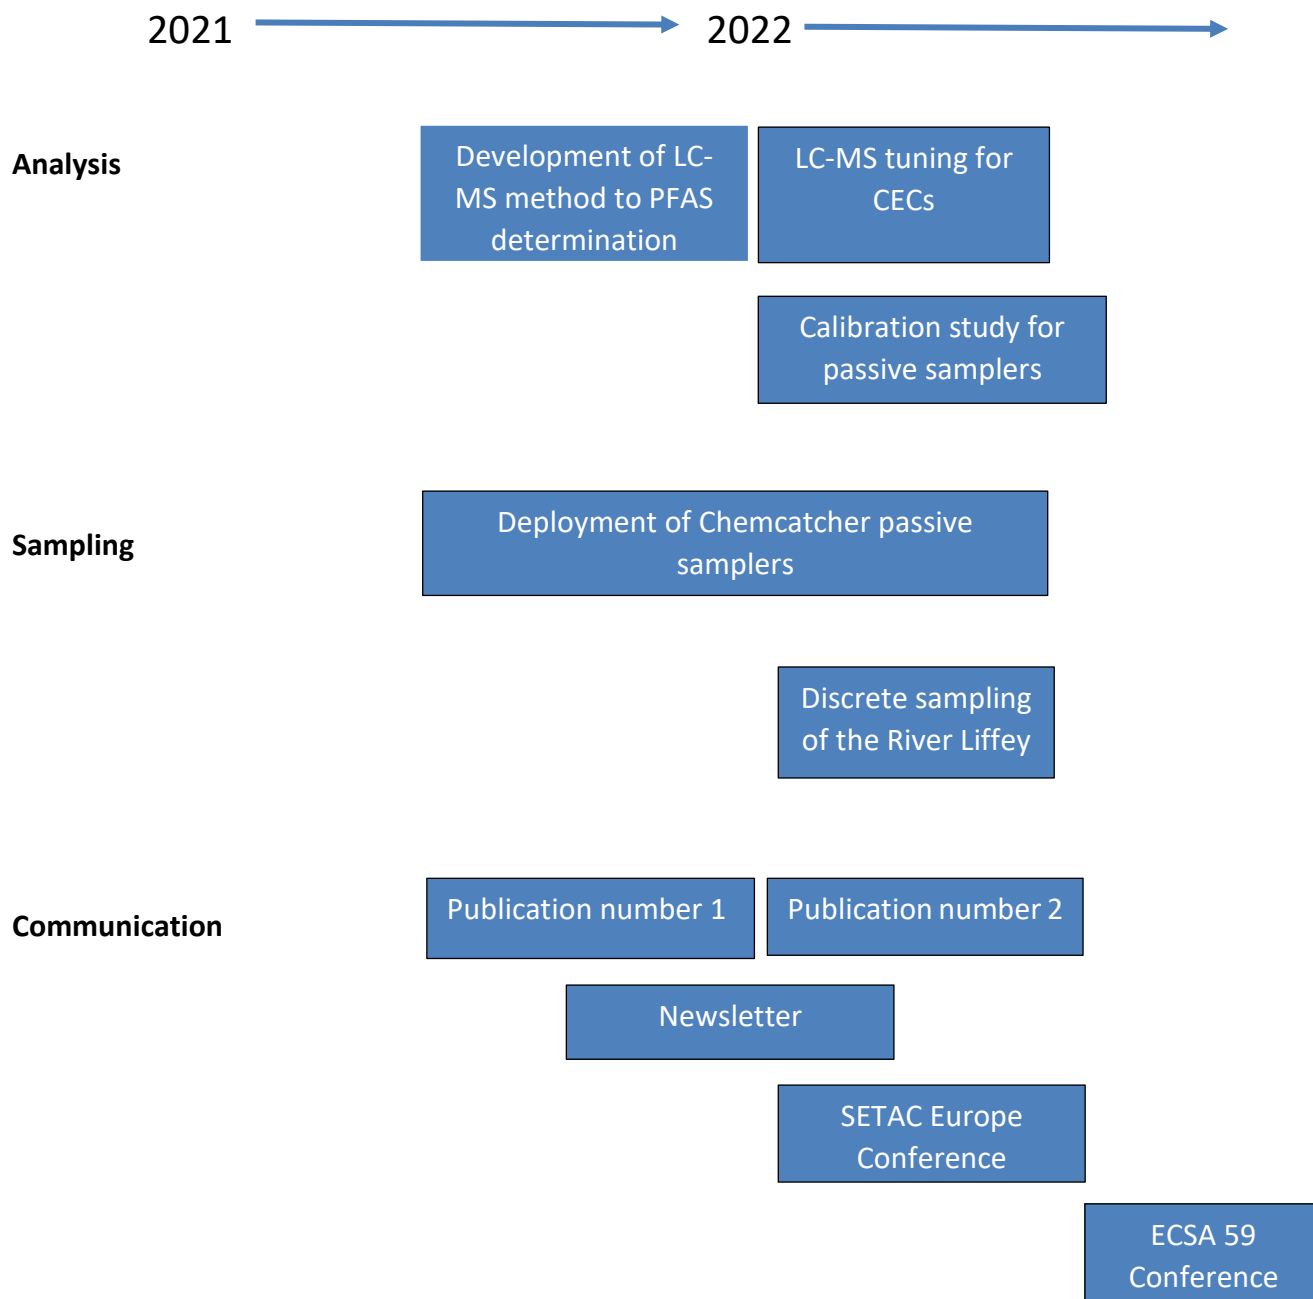 2021
2022
Analysis
Development of LC-
MS method to PFAS
determination
LC-MS tuning for
CECs
Calibration study for
passive samplers
Sampling
Deployment of Chemcatcher passive
samplers
Discrete sampling
of the River Liffey
Communication
Publication number 1
Publication number 2
Newsletter
SETAC Europe
Conference
ECSA 59
Conference